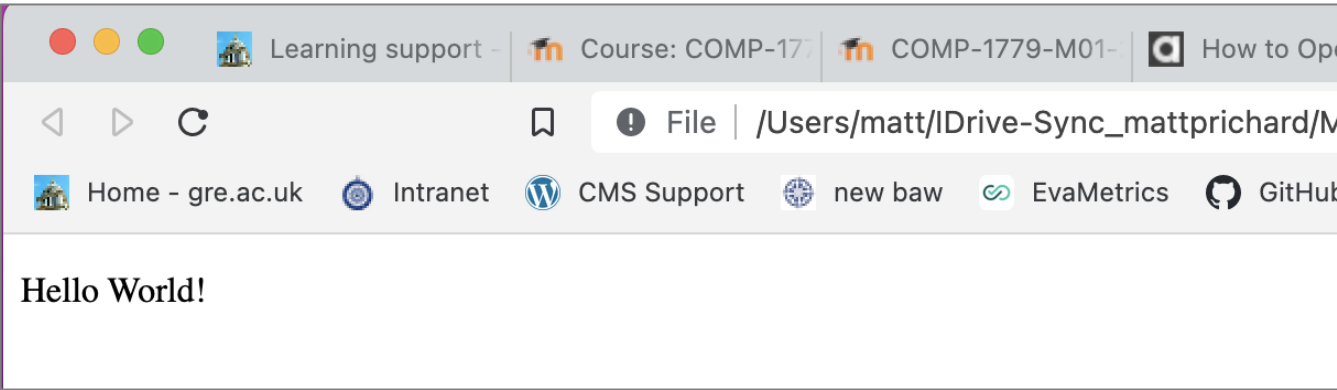 Learning support - Course: COMP-177 COMP-1779-M01- How to Ope
File /Users/matt/IDrive-Sync_mattprichard/M
Home - gre.ac.uk Intranet CMS Support new baw EvaMetrics GitHub
Hello World!